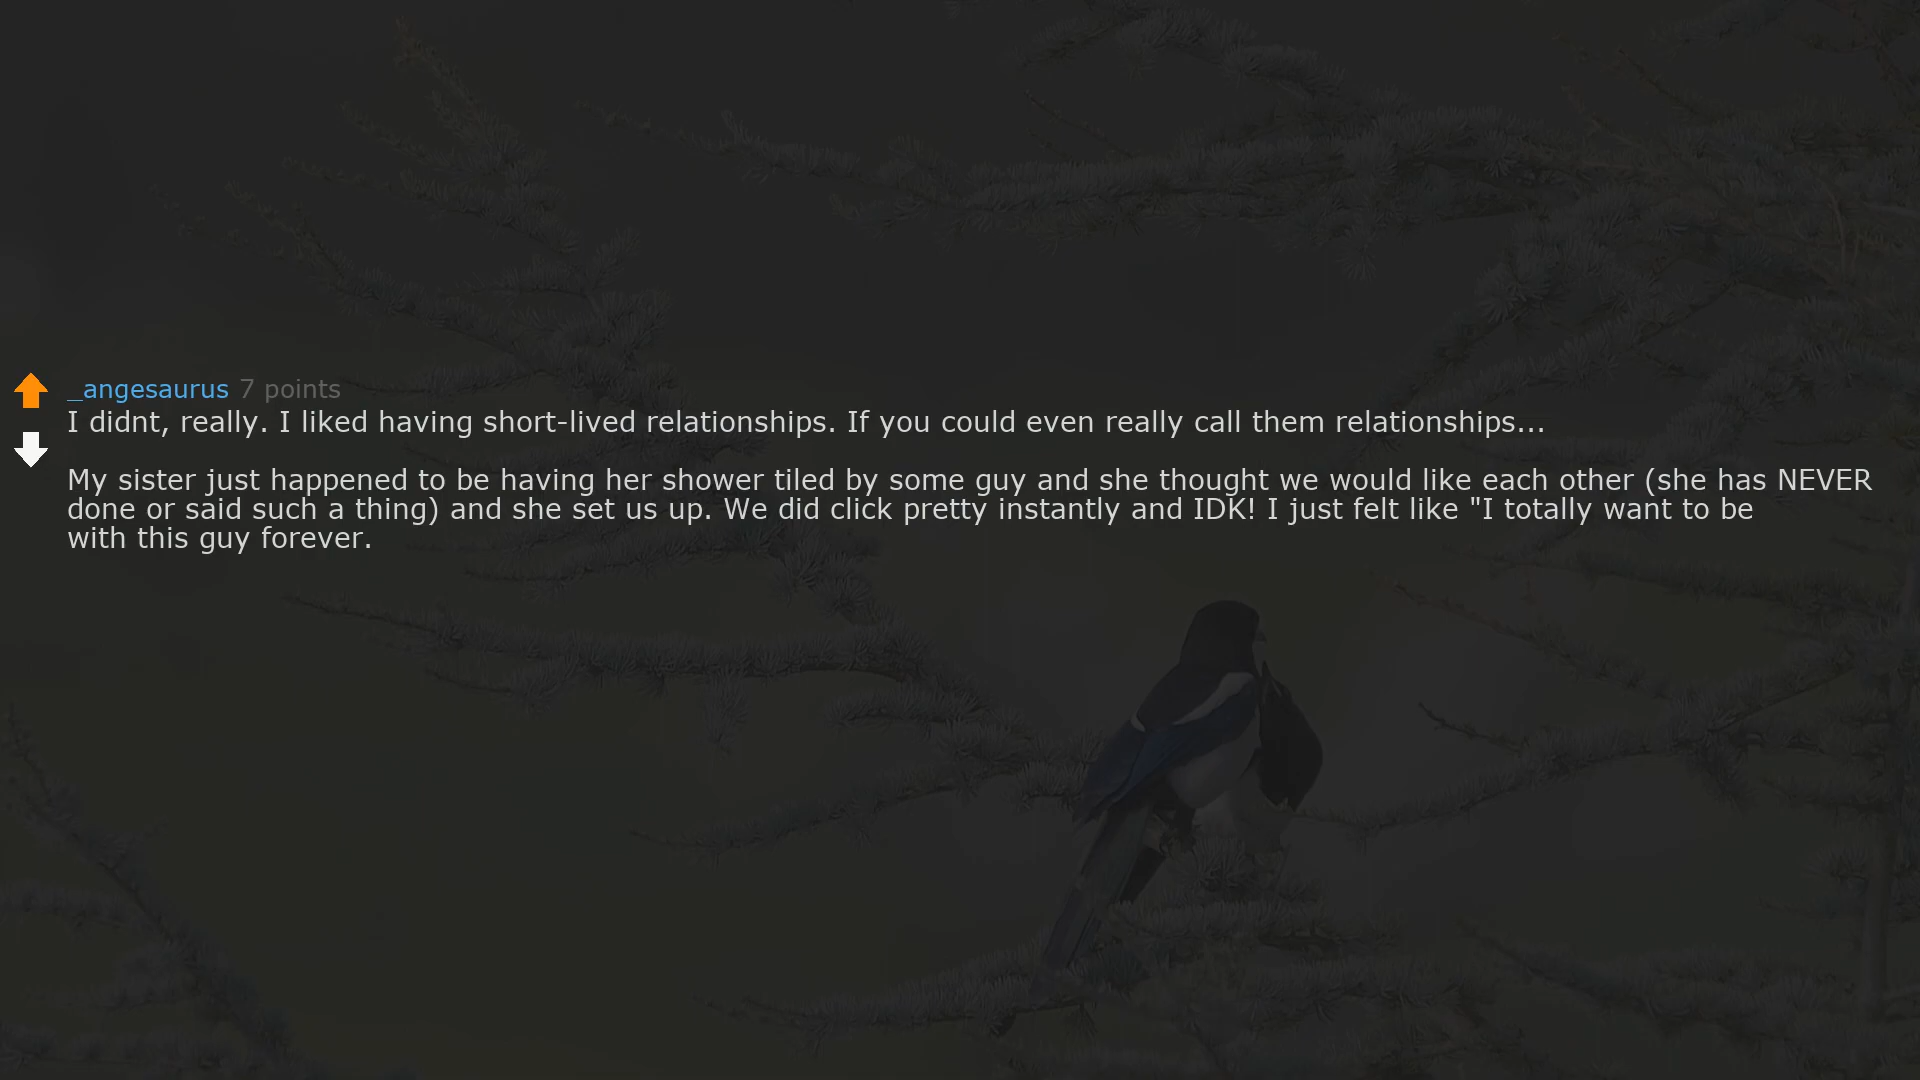 _angesaurus 7 points
I didnt, really. I liked having short-lived relationships. If you could even really call them relationships...
My sister just happened to be having her shower tiled by some guy and she thought we would like each other (she has NEVER
done or said such a thing) and she set us up. We did click pretty instantly and IDK! I just felt like "I totally want to be
with this guy forever.